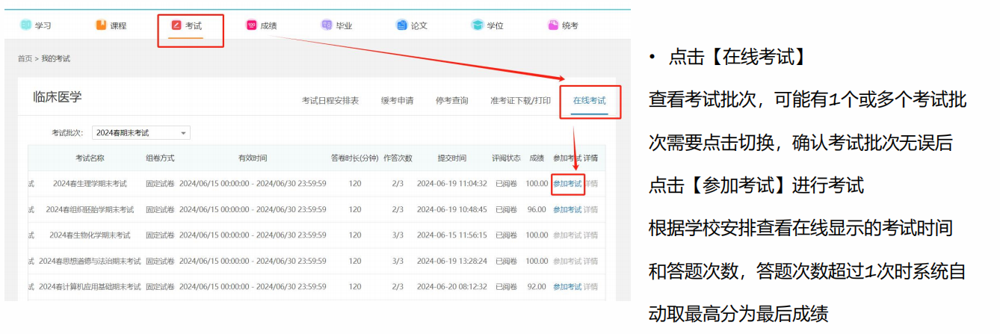 学习 课程 考试 成绩 毕业 论文 学位 统考
首页 > 我的考试
临床医学
考试日程安排表 缓考申请 停考查询 准考证下载/打印 在线考试
考试批次： 2024春期末考试
考试名称 组卷方式 有效时间 答卷时长(分钟) 作答次数 提交时间 评阅状态 成绩 参加考试 详情
试 2024春生理学期末考试 固定试卷 2024/06/15 00:00:00 - 2024/06/30 23:59:59 120 2/3 2024-06-19 11:04:32 已阅卷 100.00 参加考试 详情
试 2024春组织胚胎学期末考试 固定试卷 2024/06/15 00:00:00 - 2024/06/30 23:59:59 120 2/3 2024-06-19 10:48:45 已阅卷 96.00 参加考试 详情
试 2024春生物化学期末考试 固定试卷 2024/06/15 00:00:00 - 2024/06/30 23:59:59 120 3/3 2024-06-15 11:56:15 已阅卷 100.00 参加考试 详情
试 2024春思想道德与法治期末考试 固定试卷 2024/06/15 00:00:00 - 2024/06/30 23:59:59 120 3/3 2024-06-19 13:28:24 已阅卷 100.00 参加考试 详情
试 2024春计算机应用基础期末考试 固定试卷 2024/06/15 00:00:00 - 2024/06/30 23:59:59 120 2/3 2024-06-20 08:12:32 已阅卷 92.00 参加考试 详情
• 点击【在线考试】
查看考试批次，可能有1个或多个考试批
次需要点击切换，确认考试批次无误后
点击【参加考试】进行考试
根据学校安排查看在线显示的考试时间
和答题次数，答题次数超过1次时系统自
动取最高分为最后成绩